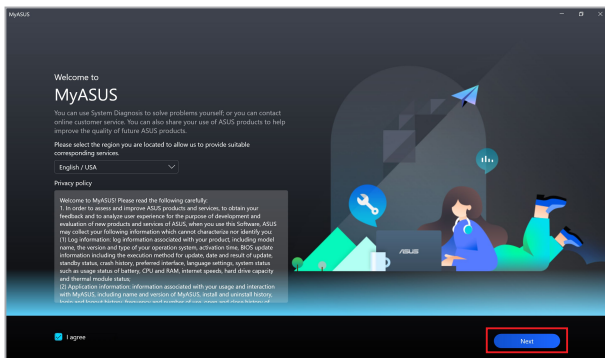 MyASUS
Welcome to
MyASUS
You can use System Diagnosis to solve problems yourself; or you can contact
online customer service. You can also share your use of ASUS products to help
improve the quality of future ASUS products.
Please select the region you are located to allow us to provide suitable
corresponding services.
English / USA
Privacy policy
Welcome to MyASUS! Please read the following carefully:
1. In order to assess and improve ASUS products and services, to obtain your
feedback and to analyze user experience for the purpose of development and
evaluation of new products and services of ASUS, when you use this Software, ASUS
may collect your following information which cannot characterize nor identify you:
(1) Log information: log information associated with your product, including model
name, the version and type of your operation system, activation time, BIOS update
information including the execution method for update, date and result of update,
standby status, crash history, preferred interface, language settings, system status
such as usage status of battery, CPU and RAM, internet speeds, hard drive capacity
and thermal module status;
(2) Application information: information associated with your usage and interaction
with MyASUS, including name and version of MyASUS, install and uninstall history,
ASUS
I agree
Next